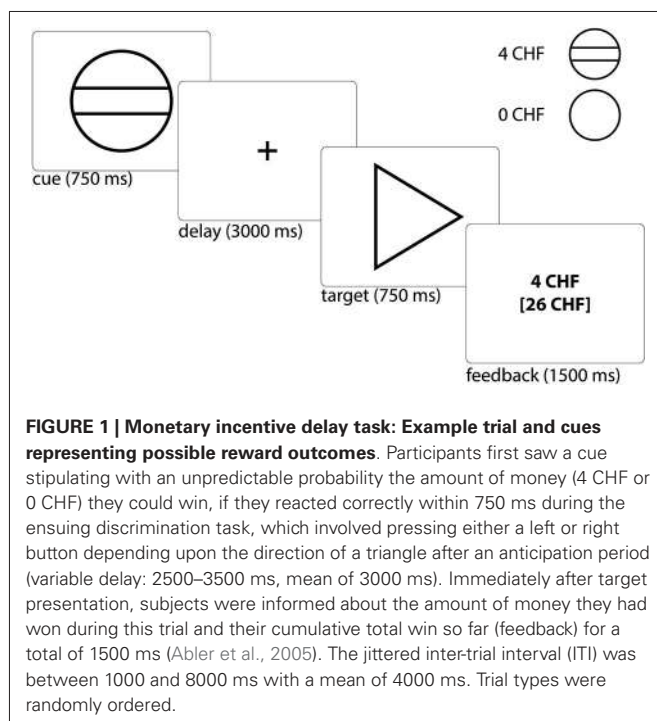 4 CHF
0 CHF
cue (750 ms)
+
delay (3000 ms)
target (750 ms)
4 CHF
[26 CHF]
feedback (1500 ms)
FIGURE 1 | Monetary incentive delay task: Example trial and cues
representing possible reward outcomes. Participants first saw a cue
stipulating with an unpredictable probability the amount of money (4 CHF or
0 CHF) they could win, if they reacted correctly within 750 ms during the
ensuing discrimination task, which involved pressing either a left or right
button depending upon the direction of a triangle after an anticipation period
(variable delay: 2500–3500 ms, mean of 3000 ms). Immediately after target
presentation, subjects were informed about the amount of money they had
won during this trial and their cumulative total win so far (feedback) for a
total of 1500 ms (Abler et al., 2005). The jittered inter-trial interval (ITI) was
between 1000 and 8000 ms with a mean of 4000 ms. Trial types were
randomly ordered.